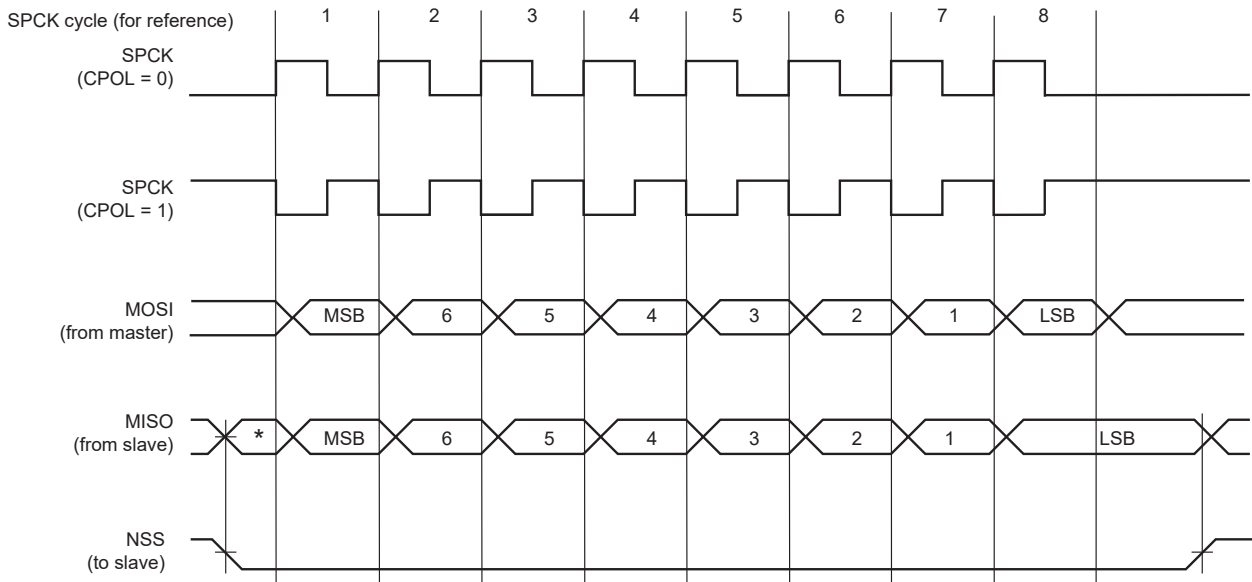 SPCK cycle (for reference) 1 2 3 4 5 6 7 8
SPCK
(CPOL = 0)
SPCK
(CPOL = 1)
MOSI
(from master)
MSB 6 5 4 3 2 1 LSB
MISO
(from slave)
* MSB 6 5 4 3 2 1 LSB
NSS
(to slave)